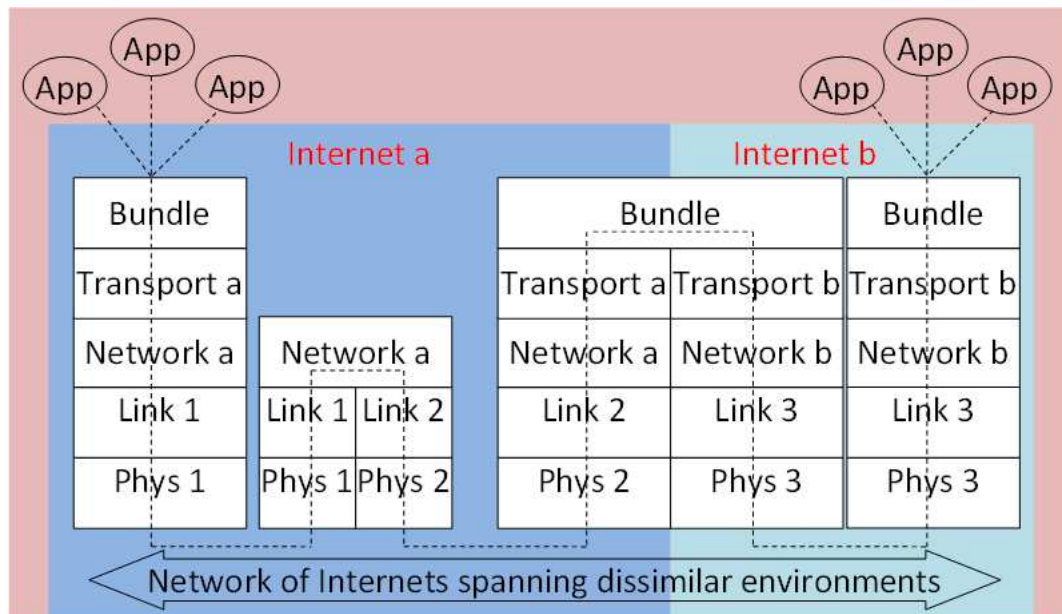 App
App
App
App
App
App
Internet a
Internet b
Bundle
Bundle
Bundle
Transport a
Transport a
Transport b
Transport b
Network a
Network a
Network a
Network b
Network b
Link 1
Link 1
Link 2
Link 2
Link 3
Link 3
Phys 1
Phys 1
Phys 2
Phys 2
Phys 3
Phys 3
Network of Internets spanning dissimilar environments